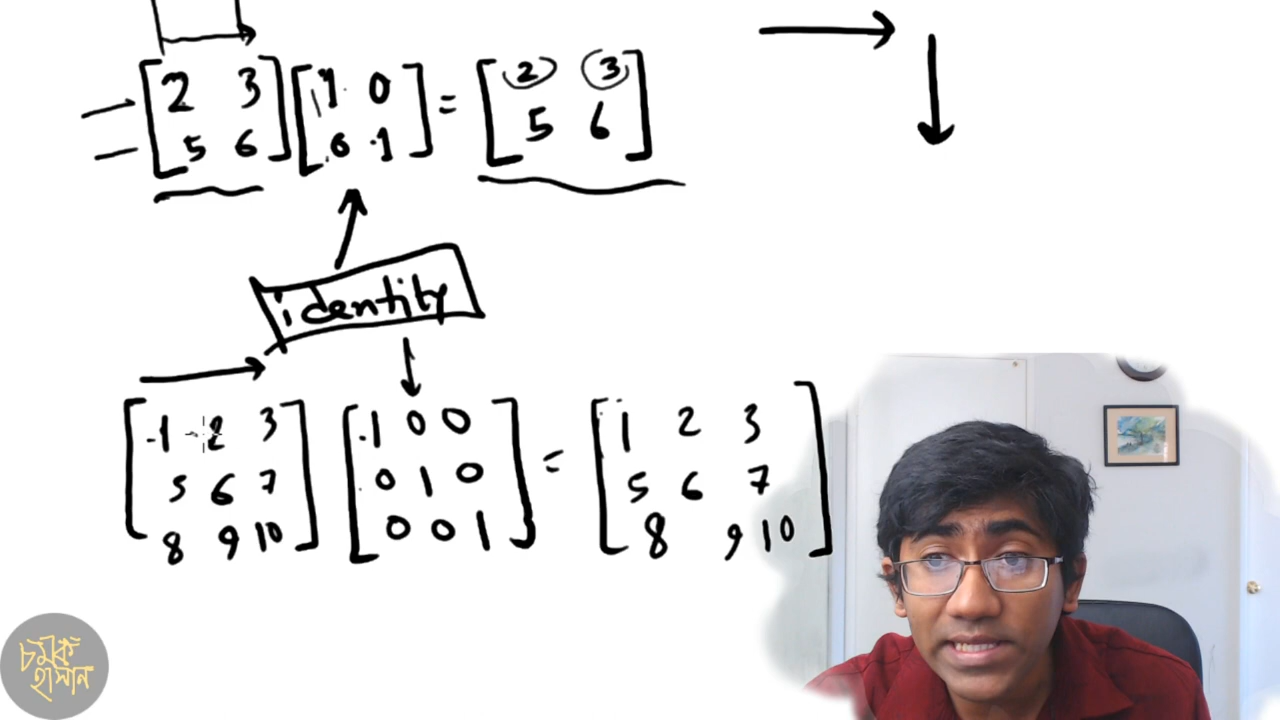 [2 3] [1 0] = [2 3]
[5 6] [0 1] [5 6]
identity
[1 2 3] [1 0 0] = [1 2 3]
[5 6 7] [0 1 0] [5 6 7]
[8 9 10] [0 0 1] [8 9 10]
চমক
হাসান